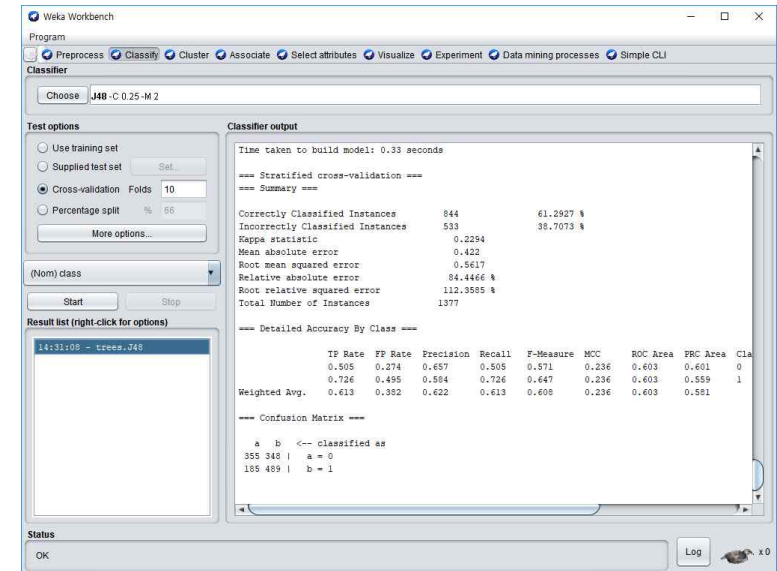 Weka Workbench
Program
Preprocess Classify Cluster Associate Select attributes Visualize Experiment Data mining processes Simple CLI
Classifier
Choose J48 -C 0.25 -M 2
Test options
Use training set
Supplied test set Set...
Cross-validation Folds 10
Percentage split % 66
More options...
(Nom) class
Start Stop
Result list (right-click for options)
14:31:08 - trees.J48
Classifier output
Time taken to build model: 0.33 seconds
=== Stratified cross-validation ===
=== Summary ===
Correctly Classified Instances 844 61.2927 %
Incorrectly Classified Instances 533 38.7073 %
Kappa statistic 0.2294
Mean absolute error 0.422
Root mean squared error 0.5617
Relative absolute error 84.4466 %
Root relative squared error 112.3585 %
Total Number of Instances 1377
=== Detailed Accuracy By Class ===
TP Rate FP Rate Precision Recall F-Measure MCC ROC Area PRC Area Cla
0.505 0.274 0.657 0.505 0.571 0.236 0.603 0.601 0
0.726 0.495 0.584 0.726 0.647 0.236 0.603 0.559 1
Weighted Avg. 0.613 0.382 0.622 0.613 0.608 0.236 0.603 0.581
=== Confusion Matrix ===
a b <-- classified as
355 348 | a = 0
185 489 | b = 1
Status
OK
Log
x 0